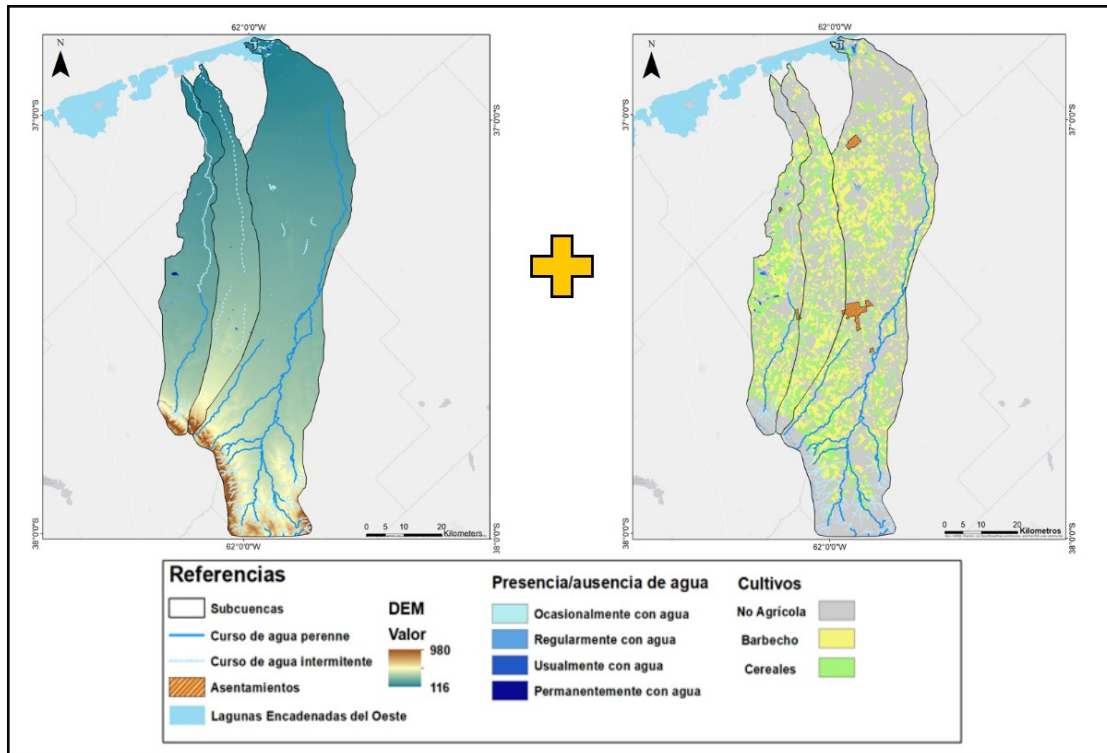 62°0'0"W
62°0'0"W
N
N
37°0'0"S
37°0'0"S
37°0'0"S
37°0'0"S
38°0'0"S
38°0'0"S
38°0'0"S
38°0'0"S
0 5 10 20
Kilometers
0 5 10 20
Kilometros
62°0'0"W
62°0'0"W
Referencias
Subcuencas
Curso de agua perenne
Curso de agua intermitente
Asentamientos
Lagunas Encadenadas del Oeste
DEM
Valor
980
116
Presencia/ausencia de agua
Ocasionalmente con agua
Regularmente con agua
Usualmente con agua
Permanentemente con agua
Cultivos
No Agrícola
Barbecho
Cereales